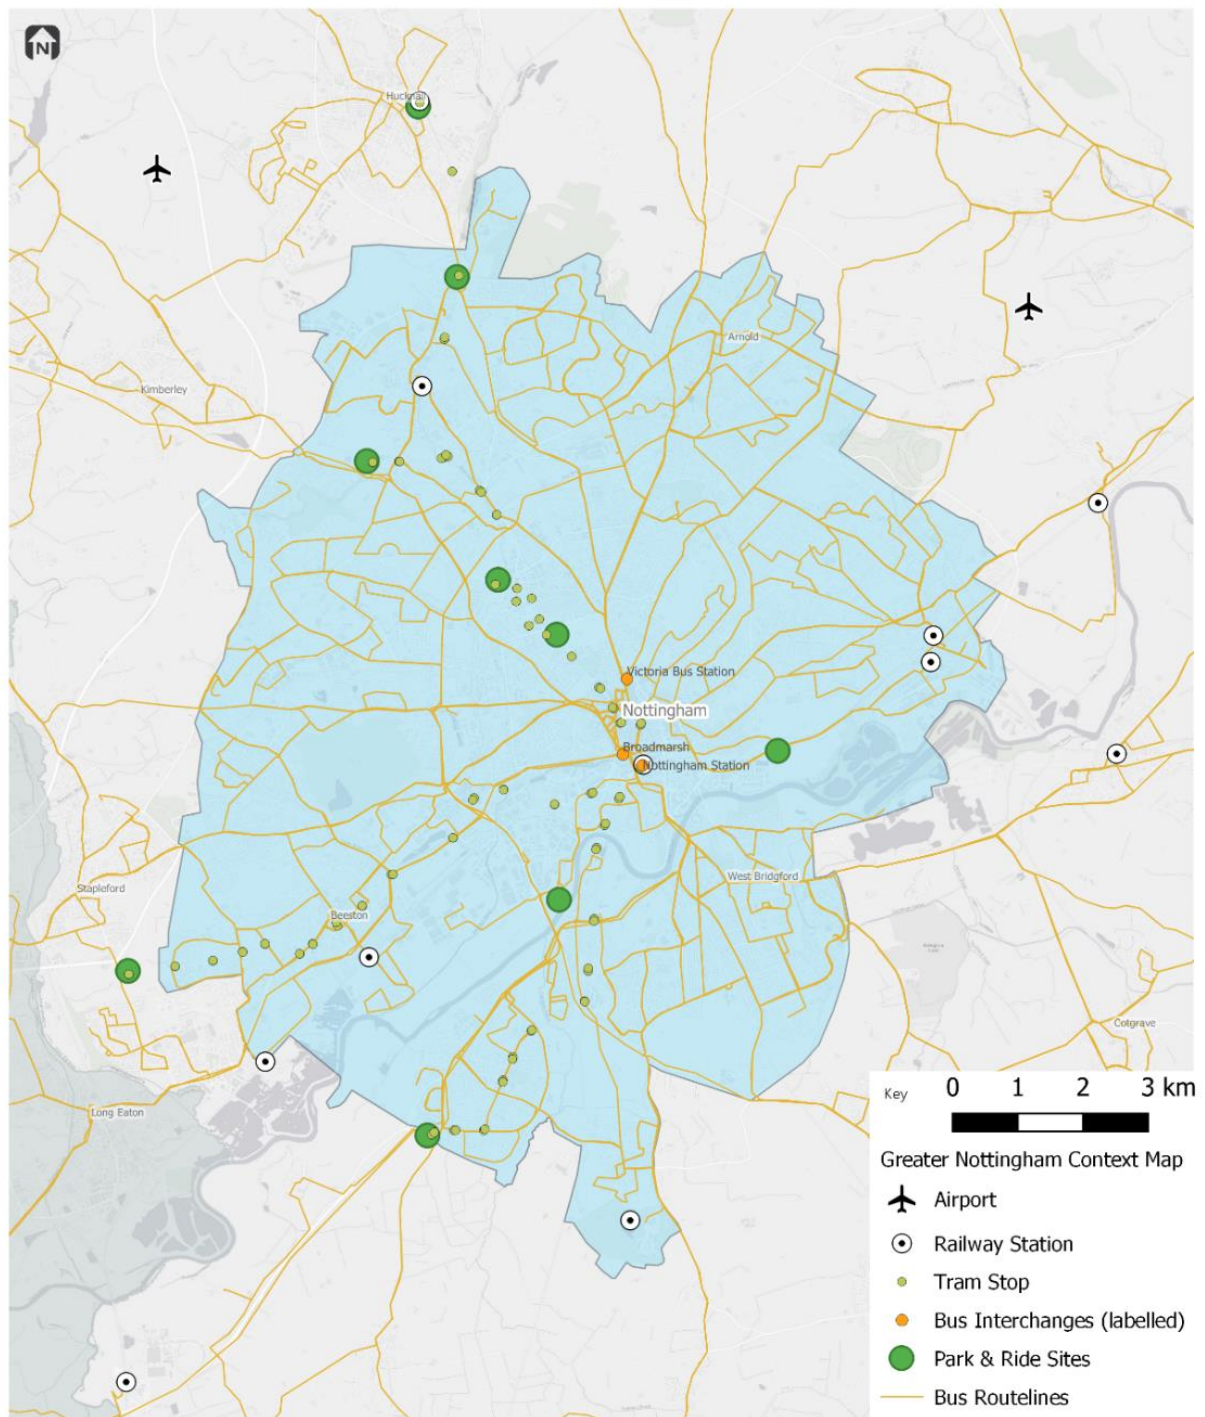 N
Hucknall
Arnold
Kimberley
Victoria Bus Station
Nottingham
Broadmarsh
Nottingham Station
West Bridgford
Stapleford
Beeston
Cotgrave
Long Eaton
Key
0 1 2 3 km
Greater Nottingham Context Map
Airport
Railway Station
Tram Stop
Bus Interchanges (labelled)
Park & Ride Sites
Bus Routelines